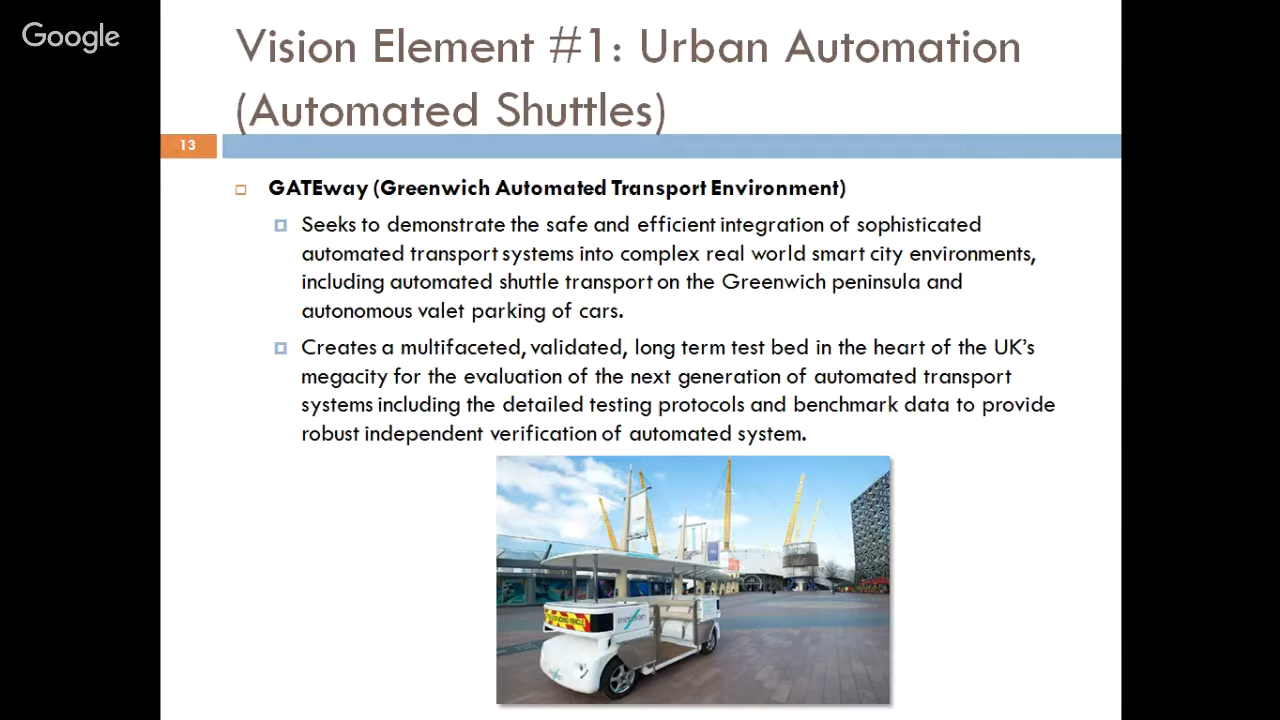 Google
Vision Element #1: Urban Automation
(Automated Shuttles)
13
GATEway (Greenwich Automated Transport Environment)
Seeks to demonstrate the safe and efficient integration of sophisticated
automated transport systems into complex real world smart city environments,
including automated shuttle transport on the Greenwich peninsula and
autonomous valet parking of cars.
Creates a multifaceted, validated, long term test bed in the heart of the UK's
megacity for the evaluation of the next generation of automated transport
systems including the detailed testing protocols and benchmark data to provide
robust independent verification of automated system.
meridian